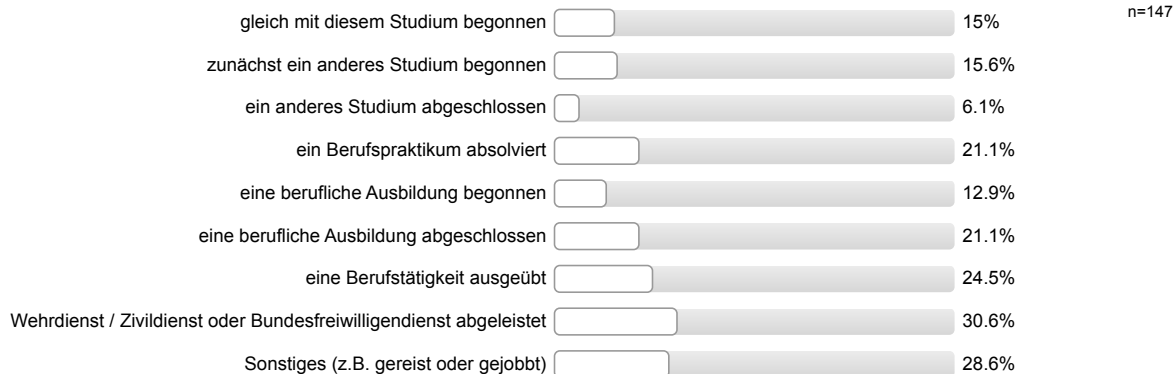 gleich mit diesem Studium begonnen 15% n=147
zunächst ein anderes Studium begonnen 15.6%
ein anderes Studium abgeschlossen 6.1%
ein Berufspraktikum absolviert 21.1%
eine berufliche Ausbildung begonnen 12.9%
eine berufliche Ausbildung abgeschlossen 21.1%
eine Berufstätigkeit ausgeübt 24.5%
Wehrdienst / Zivildienst oder Bundesfreiwilligendienst abgeleistet 30.6%
Sonstiges (z.B. gereist oder gejobbt) 28.6%